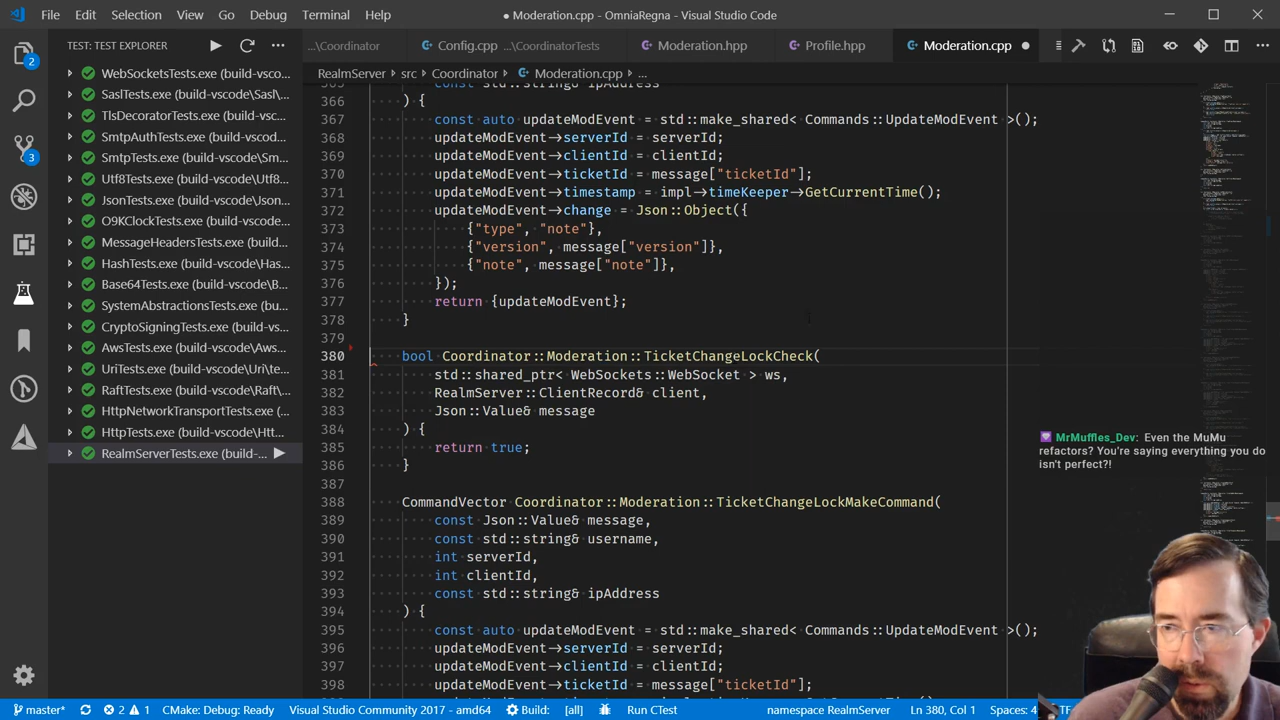 File Edit Selection View Go Debug Terminal Help
● Moderation.cpp - OmniaRegna - Visual Studio Code
TEST: TEST EXPLORER
...\Coordinator
Config.cpp ...\CoordinatorTests
Moderation.hpp
Profile.hpp
Moderation.cpp ●
RealmServer > src > Coordinator > Moderation.cpp > ...
2
3
WebSocketsTests.exe (build-vsco...
SaslTests.exe (build-vscode\Sasl\...
TlsDecoratorTests.exe (build-vsc...
SmtpAuthTests.exe (build-vscod...
SmtpTests.exe (build-vscode\Sm...
Utf8Tests.exe (build-vscode\Utf8...
JsonTests.exe (build-vscode\Json...
O9KClockTests.exe (build-vscod...
MessageHeadersTests.exe (build...
HashTests.exe (build-vscode\Has...
Base64Tests.exe (build-vscode\B...
SystemAbstractionsTests.exe (bu...
CryptoSigningTests.exe (build-vs...
AwsTests.exe (build-vscode\Aws...
UriTests.exe (build-vscode\Uri\te...
RaftTests.exe (build-vscode\Raft\...
HttpNetworkTransportTests.exe (...
HttpTests.exe (build-vscode\Htt...
RealmServerTests.exe (build-...
365 const std::string& ipAddress
366 ) {
367 const auto updateModEvent = std::make_shared< Commands::UpdateModEvent >();
368 updateModEvent->serverId = serverId;
369 updateModEvent->clientId = clientId;
370 updateModEvent->ticketId = message["ticketId"];
371 updateModEvent->timestamp = impl->timeKeeper->GetCurrentTime();
372 updateModEvent->change = Json::Object({
373 {"type", "note"},
374 {"version", message["version"]},
375 {"note", message["note"]},
376 });
377 return {updateModEvent};
378 }
379
380 bool Coordinator::Moderation::TicketChangeLockCheck(
381 std::shared_ptr< WebSockets::WebSocket > ws,
382 RealmServer::ClientRecord& client,
383 Json::Value& message
384 ) {
385 return true;
386 }
387
388 CommandVector Coordinator::Moderation::TicketChangeLockMakeCommand(
389 const Json::Value& message,
390 const std::string& username,
391 int serverId,
392 int clientId,
393 const std::string& ipAddress
394 ) {
395 const auto updateModEvent = std::make_shared< Commands::UpdateModEvent >();
396 updateModEvent->serverId = serverId;
397 updateModEvent->clientId = clientId;
398 updateModEvent->ticketId = message["ticketId"];
MrMuffles_Dev: Even the MuMu
refactors? You're saying everything you do
isn't perfect?!
master* 2 1 CMake: Debug: Ready Visual Studio Community 2017 - amd64 Build: [all] Run CTest namespace RealmServer Ln 380, Col 1 Spaces: 4